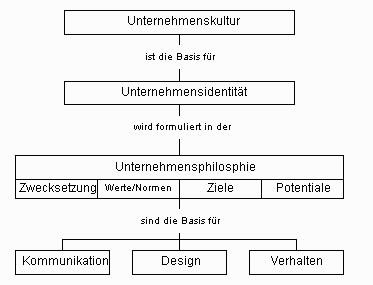 Unternehmenskultur
ist die Basis für
Unternehmensidentität
wird formuliert in der
Unternehmensphilosphie
Zwecksetzung Werte/Normen Ziele Potentiale
sind die Basis für
Kommunikation Design Verhalten